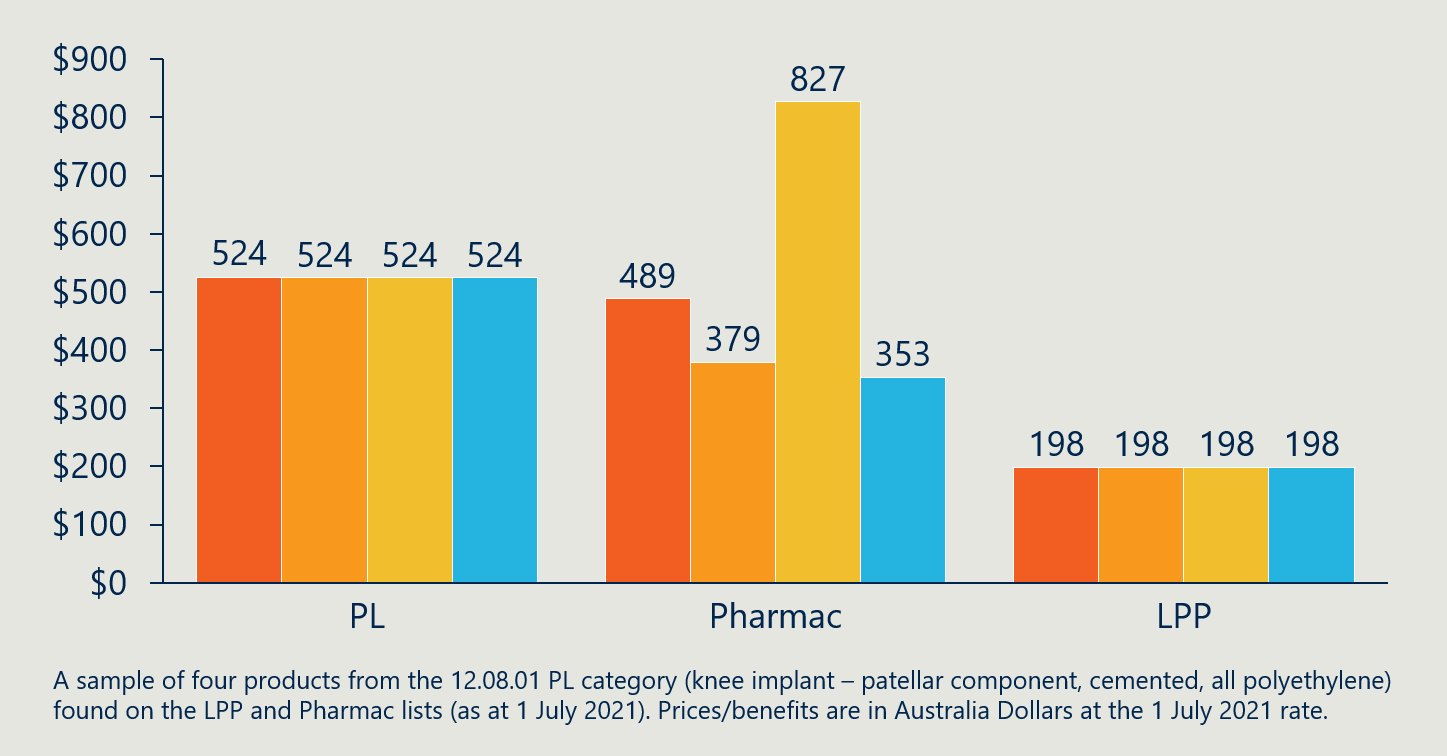 $900
$800
$700
$600
$500
$400
$300
$200
$100
$0
524 524 524 524
489 379 827 353
198 198 198 198
PL Pharmac LPP
A sample of four products from the 12.08.01 PL category (knee implant – patellar component, cemented, all polyethylene)
found on the LPP and Pharmac lists (as at 1 July 2021). Prices/benefits are in Australia Dollars at the 1 July 2021 rate.